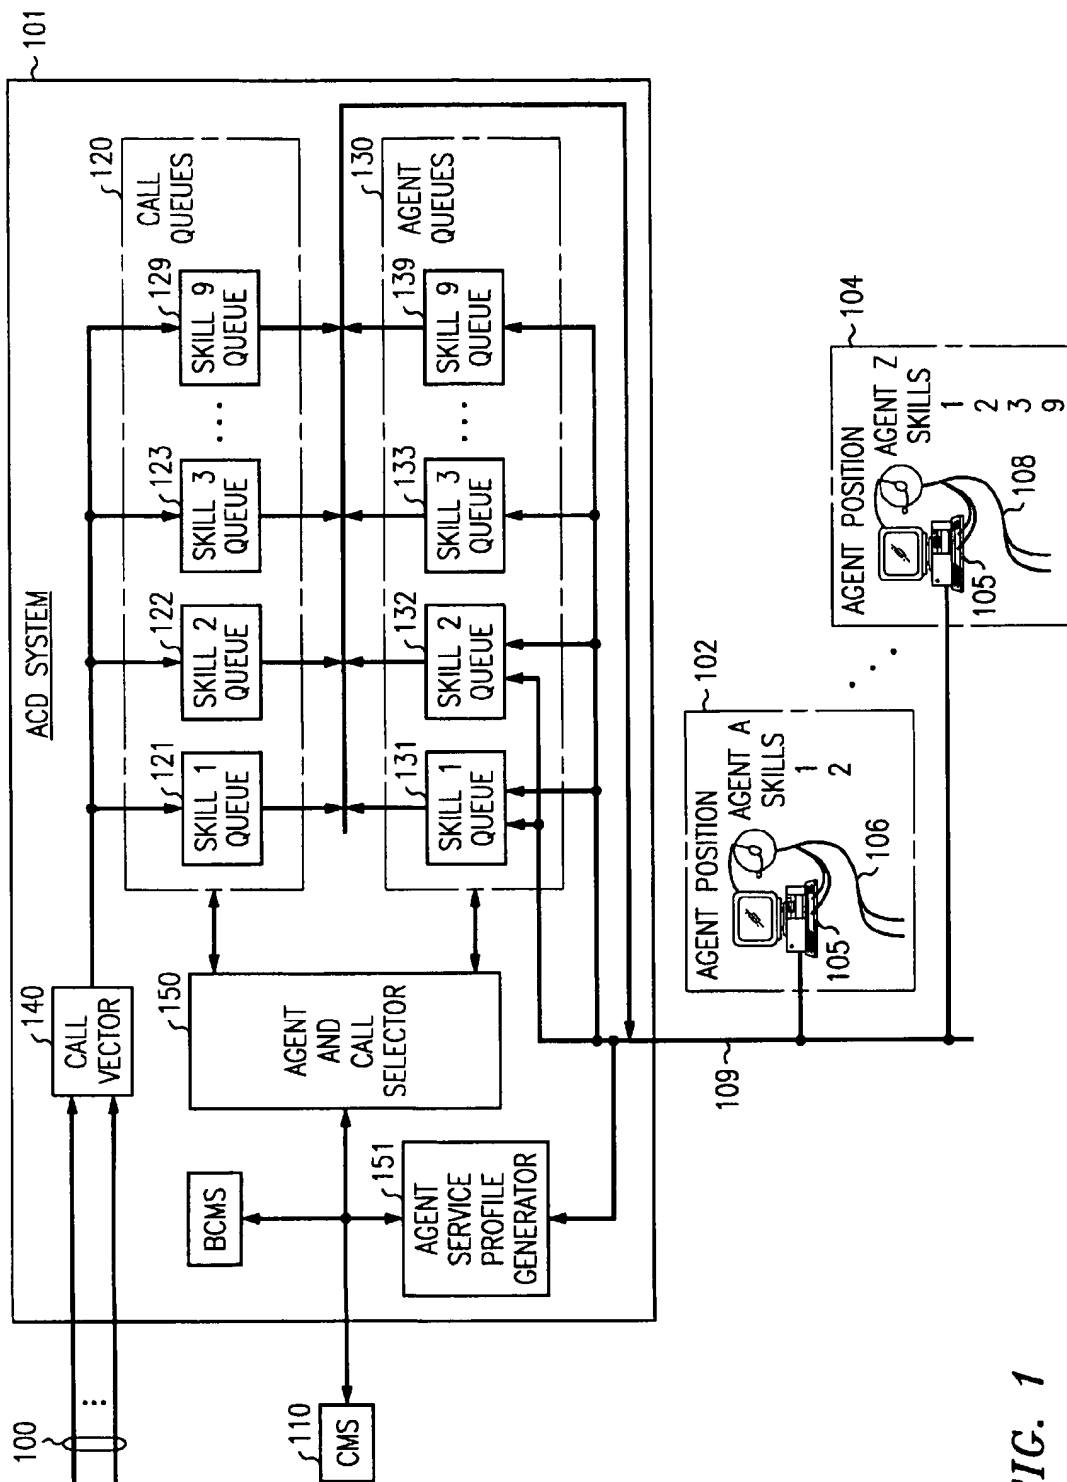 101
ACD SYSTEM
120
CALL
QUEUES
121
SKILL 1
QUEUE
122
SKILL 2
QUEUE
123
SKILL 3
QUEUE
...
129
SKILL 9
QUEUE
130
AGENT
QUEUES
131
SKILL 1
QUEUE
132
SKILL 2
QUEUE
133
SKILL 3
QUEUE
...
139
SKILL 9
QUEUE
100
...
140
CALL
VECTOR
150
AGENT
AND
CALL
SELECTOR
BCMS
151
AGENT
SERVICE
PROFILE
GENERATOR
110
CMS
109
102
AGENT POSITION
AGENT A
SKILLS
1
2
105
106
...
104
AGENT POSITION
AGENT Z
SKILLS
1
2
3
9
105
108
FIG. 1